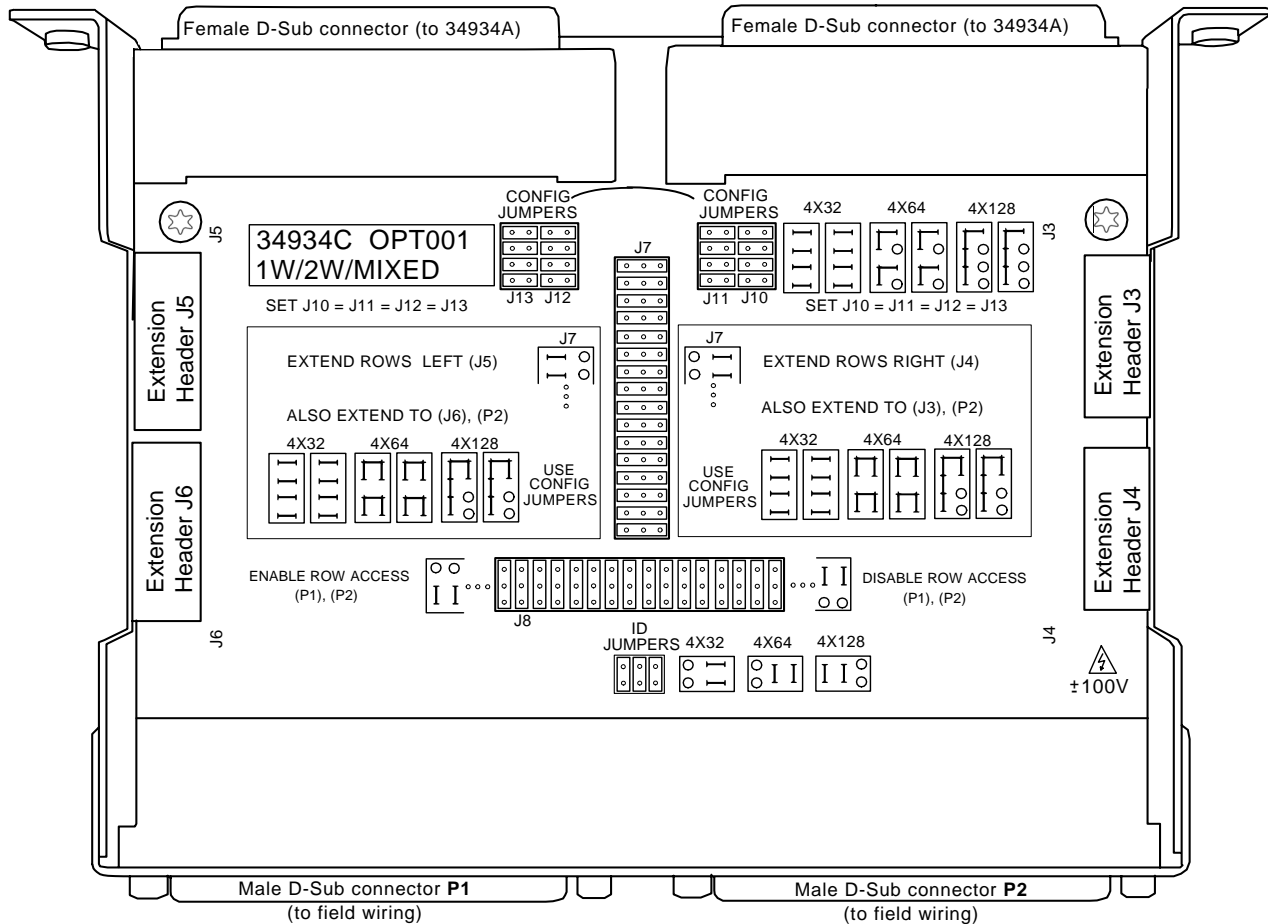 Female D-Sub connector (to 34934A)
Female D-Sub connector (to 34934A)
CONFIG
JUMPERS
CONFIG
JUMPERS
4X32
4X64
4X128
J5
J3
34934C OPT001
1W/2W/MIXED
J7
J13 J12
J11 J10
SET J10 = J11 = J12 = J13
SET J10 = J11 = J12 = J13
Extension
Header J5
Extension
Header J3
EXTEND ROWS LEFT (J5)
J7
ALSO EXTEND TO (J6), (P2)
4X32
4X64
4X128
USE
CONFIG
JUMPERS
J7
EXTEND ROWS RIGHT (J4)
ALSO EXTEND TO (J3), (P2)
4X32
4X64
4X128
USE
CONFIG
JUMPERS
Extension
Header J6
Extension
Header J4
ENABLE ROW ACCESS
(P1), (P2)
DISABLE ROW ACCESS
(P1), (P2)
J8
J6
J4
ID
JUMPERS
4X32
4X64
4X128
±100V
Male D-Sub connector P1
(to field wiring)
Male D-Sub connector P2
(to field wiring)